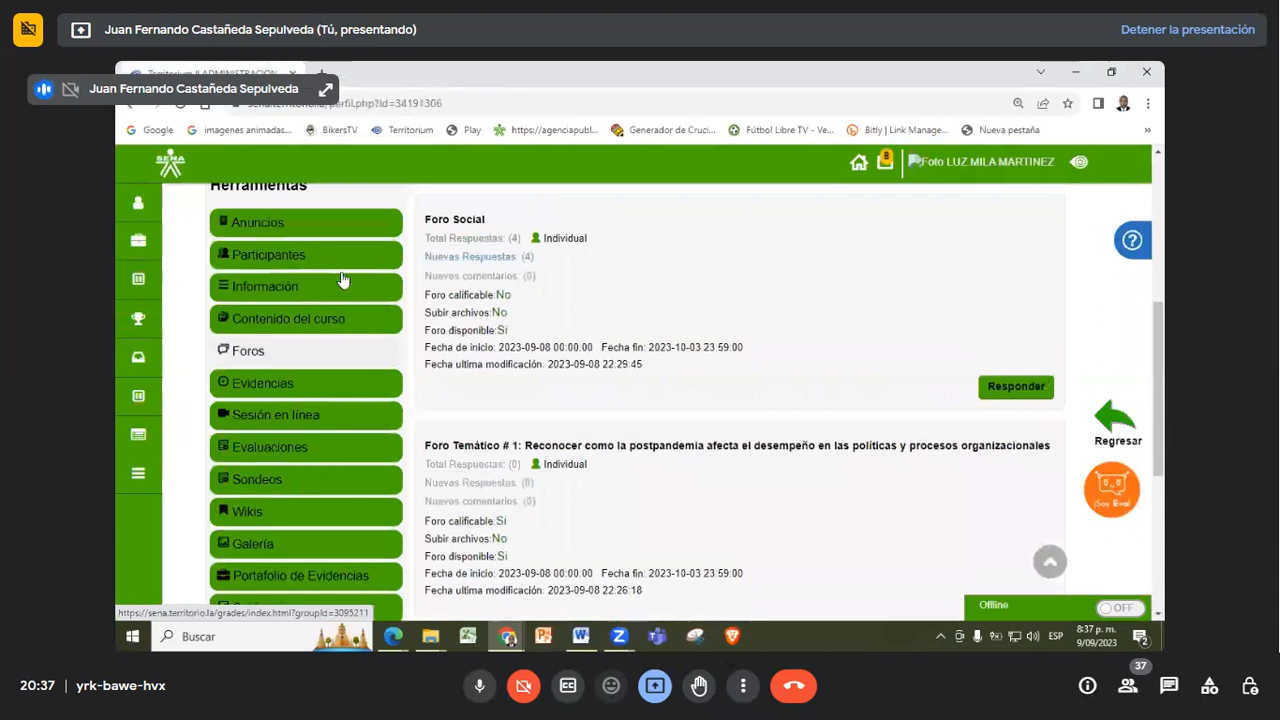 Juan Fernando Castañeda Sepulveda (Tú, presentando)
Detener la presentación
Juan Fernando Castañeda Sepulveda
/perfil.php?Id=34191306
Google
imagenes animadas...
BikersTV
Territorium
Play
https://agenciapubl...
Generador de Cruci...
Fútbol Libre TV - Ve...
Bitly | Link Manage...
Nueva pestaña
»
SENA
8
Foto LUZ MILA MARTINEZ
Herramientas
Anuncios
Participantes
Información
Contenido del curso
Foros
Evidencias
Sesión en línea
Evaluaciones
Sondeos
Wikis
Galería
Portafolio de Evidencias
Foro Social
Total Respuestas: (4) Individual
Nuevas Respuestas: (4)
Nuevos comentarios: (0)
Foro calificable:No
Subir archivos:No
Foro disponible:Si
Fecha de inicio: 2023-09-08 00:00:00 Fecha fin: 2023-10-03 23:59:00
Fecha ultima modificación: 2023-09-08 22:29:45
Responder
Foro Temático # 1: Reconocer como la postpandemia afecta el desempeño en las políticas y procesos organizacionales
Total Respuestas: (0) Individual
Nuevas Respuestas: (0)
Nuevos comentarios: (0)
Foro calificable:Si
Subir archivos:No
Foro disponible:Si
Fecha de inicio: 2023-09-08 00:00:00 Fecha fin: 2023-10-03 23:59:00
Fecha ultima modificación: 2023-09-08 22:26:18
?
Regresar
¡Soy Eva!
Offline
OFF
https://sena.territorio.la/grades/index.html?groupId=3095211
Buscar
ESP
8:37 p. m.
9/09/2023
2
20:37 | yrk-bawe-hvx
37